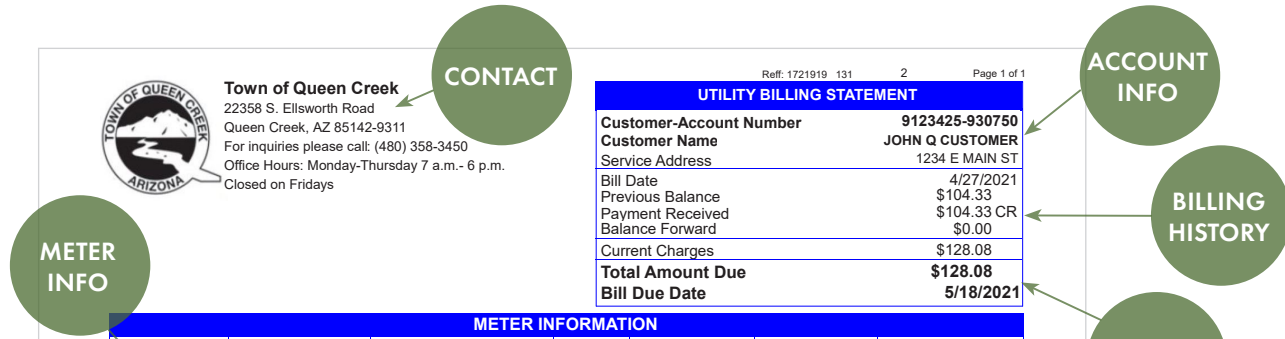 CONTACT
ACCOUNT
INFO
Reff: 1721919 131 2 Page 1 of 1
TOWN OF QUEEN CREEK
ARIZONA
Town of Queen Creek
22358 S. Ellsworth Road
Queen Creek, AZ 85142-9311
For inquiries please call: (480) 358-3450
Office Hours: Monday-Thursday 7 a.m.- 6 p.m.
Closed on Fridays
UTILITY BILLING STATEMENT
Customer-Account Number 9123425-930750
Customer Name JOHN Q CUSTOMER
Service Address 1234 E MAIN ST
Bill Date 4/27/2021
Previous Balance $104.33
Payment Received $104.33 CR
Balance Forward $0.00
Current Charges $128.08
Total Amount Due $128.08
Bill Due Date 5/18/2021
BILLING
HISTORY
METER
INFO
METER INFORMATION